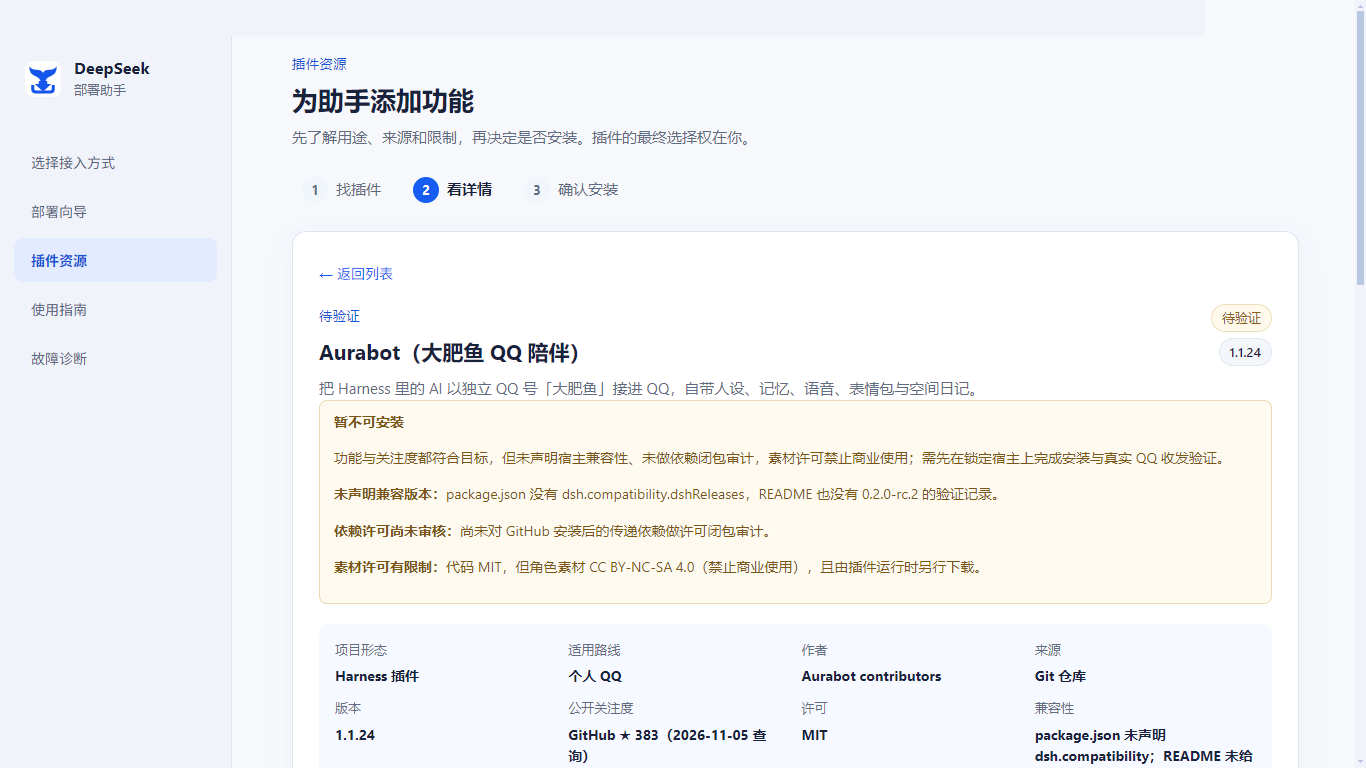 DeepSeek
部署助手
选择接入方式
部署向导
插件资源
使用指南
故障诊断
插件资源
为助手添加功能
先了解用途、来源和限制，再决定是否安装。插件的最终选择权在你。
1 找插件 2 看详情 3 确认安装
← 返回列表
待验证
待验证
Aurabot（大肥鱼 QQ 陪伴）
1.1.24
把 Harness 里的 AI 以独立 QQ 号「大肥鱼」接进 QQ，自带人设、记忆、语音、表情包与空间日记。
暂不可安装
功能与关注度都符合目标，但未声明宿主兼容性、未做依赖闭包审计，素材许可禁止商业使用；需先在锁定宿主上完成安装与真实 QQ 收发验证。
未声明兼容版本：package.json 没有 dsh.compatibility.dshReleases，README 也没有 0.2.0-rc.2 的验证记录。
依赖许可尚未审核：尚未对 GitHub 安装后的传递依赖做许可闭包审计。
素材许可有限制：代码 MIT，但角色素材 CC BY-NC-SA 4.0（禁止商业使用），且由插件运行时另行下载。
项目形态 适用路线 作者 来源
Harness 插件 个人 QQ Aurabot contributors Git 仓库
版本 公开关注度 许可 兼容性
1.1.24 GitHub ★ 383（2026-11-05 查 MIT package.json 未声明
询） dsh.compatibility；README 未给